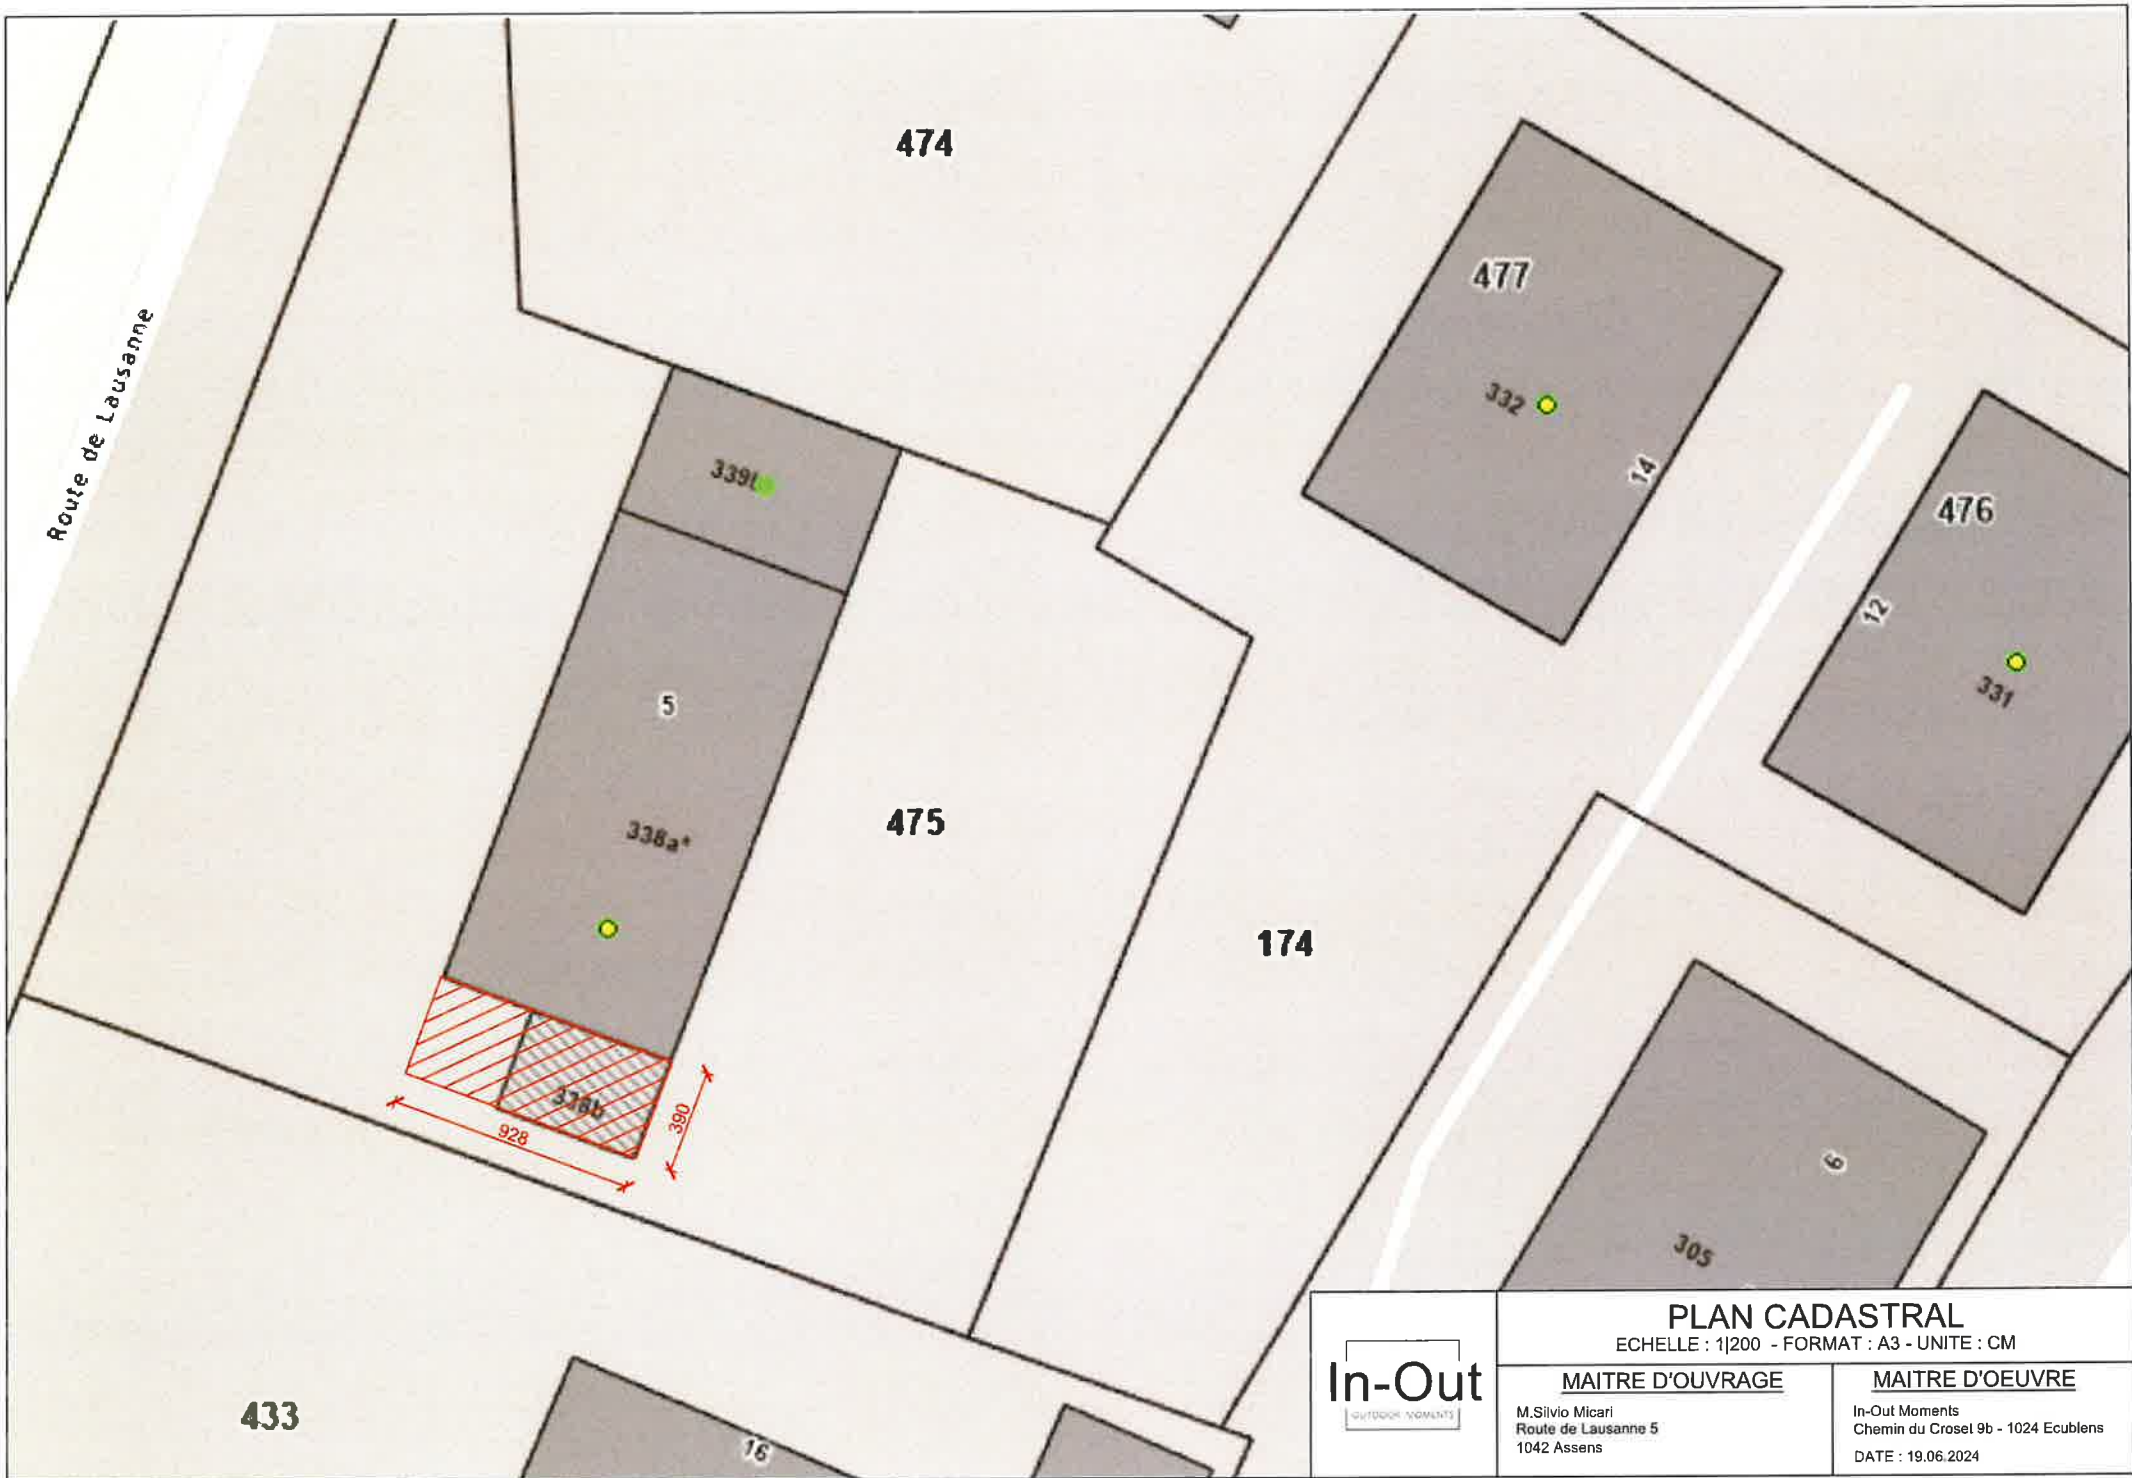 474
477
332
14
Route de Lausanne
476
12
331
5
338a*
475
174
338b
928
390
6
305
433
16
In-Out
OUTDOOR MOMENTS
PLAN CADASTRAL
ECHELLE : 1|200 - FORMAT : A3 - UNITE : CM
MAITRE D'OUVRAGE
M.Silvio Micari
Route de Lausanne 5
1042 Assens
MAITRE D'OEUVRE
In-Out Moments
Chemin du Croset 9b - 1024 Ecublens
DATE : 19.06.2024